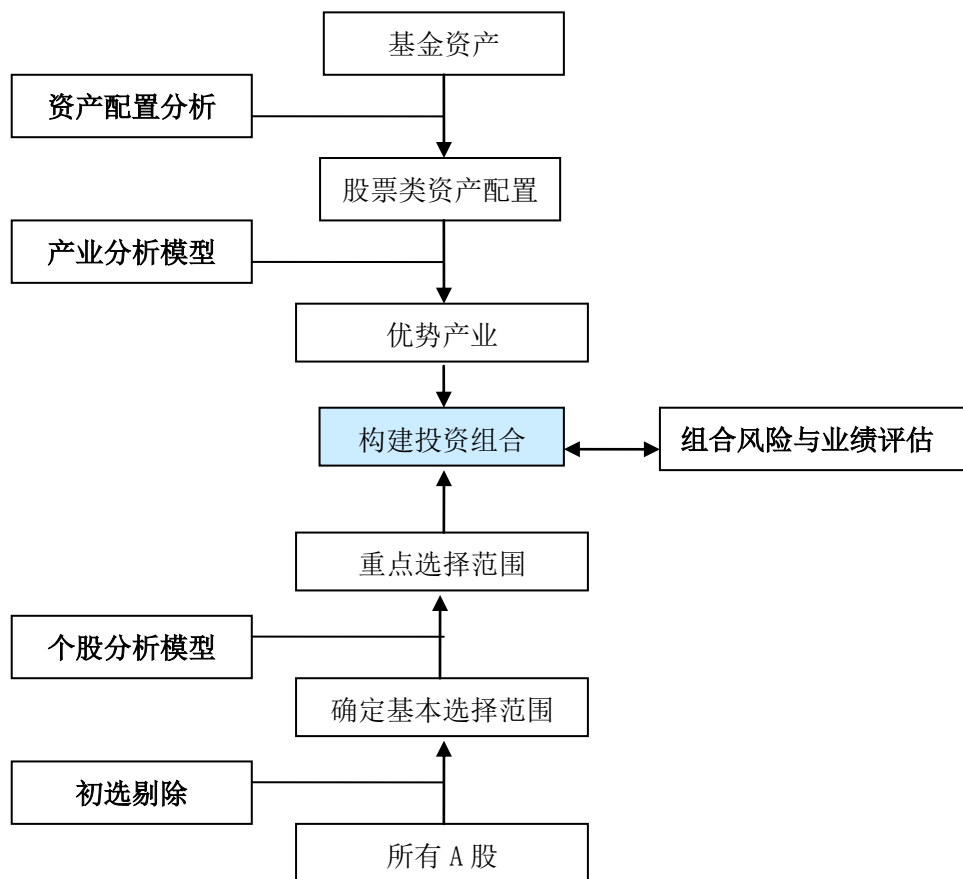 基金资产
资产配置分析
股票类资产配置
产业分析模型
优势产业
构建投资组合
组合风险与业绩评估
重点选择范围
个股分析模型
确定基本选择范围
初选剔除
所有 A 股